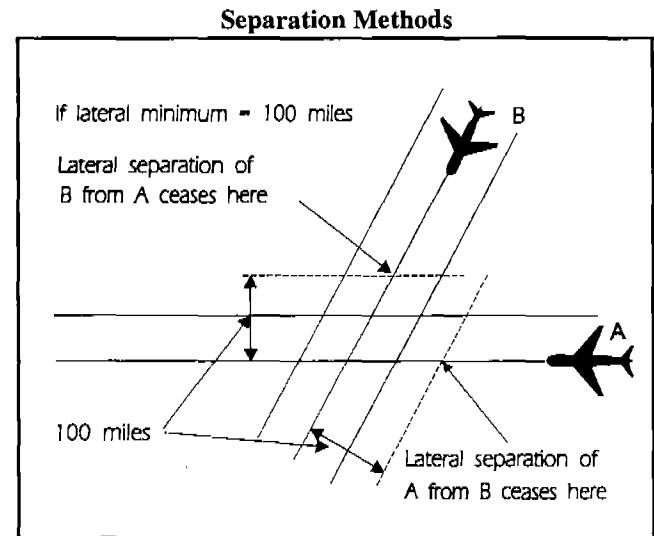 Separation Methods
If lateral minimum = 100 miles
Lateral separation of
B from A ceases here
B
A
100 miles
Lateral separation of
A from B ceases here